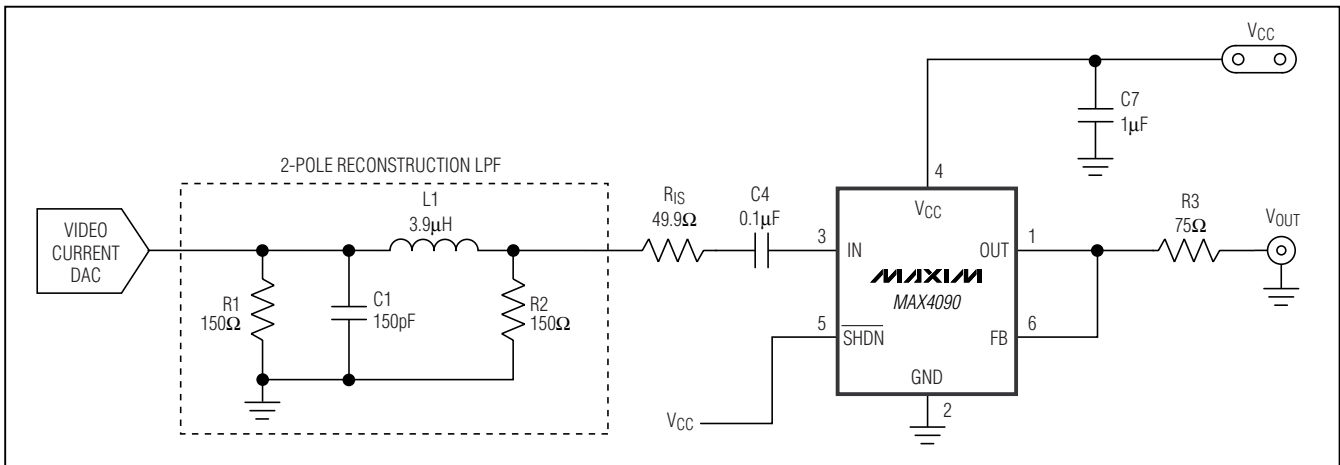 VCC
C7
1µF
2-POLE RECONSTRUCTION LPF
4
L1
3.9µH
RIS
49.9Ω
C4
0.1µF
VCC
R3
75Ω
VOUT
VIDEO
CURRENT
DAC
3
IN
OUT
1
MAXIM
MAX4090
R1
150Ω
C1
150pF
R2
150Ω
5
SHDN
FB
6
GND
2
VCC